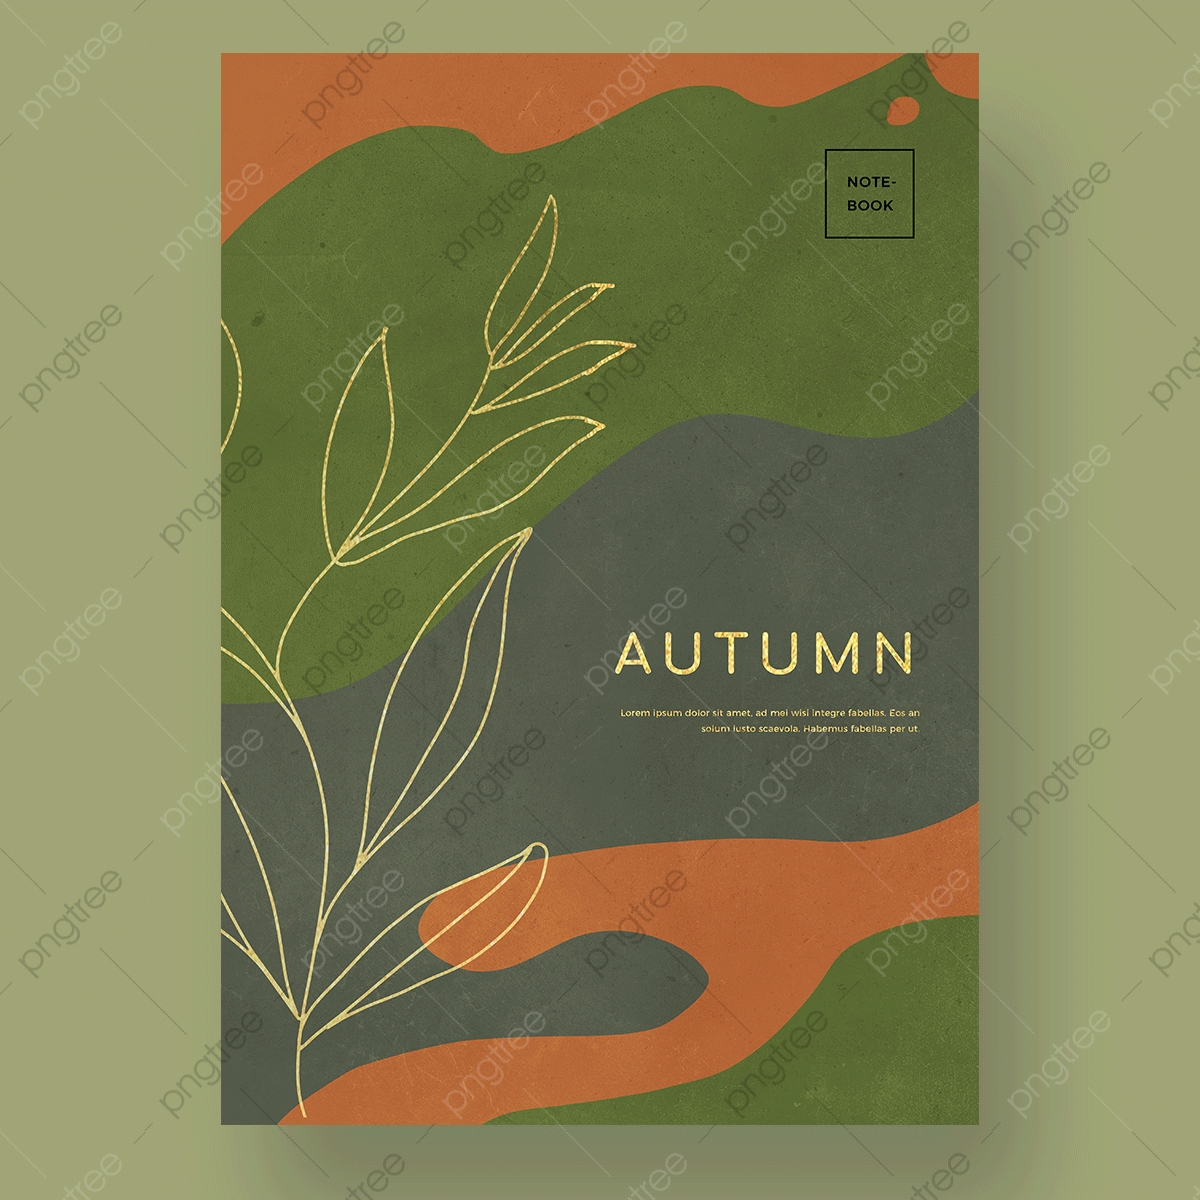 NOTE-
BOOK
AUTUMN
Lorem ipsum dolor sit amet, ad mei wisi integre fabellas. Eos an
soium iusto scaevola. Habemus fabellas per ut.
pngtree